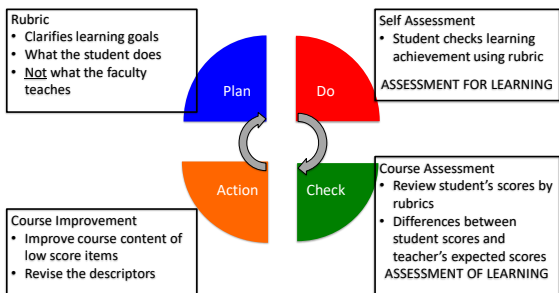 Rubric
• Clarifies learning goals
• What the student does
• Not what the faculty
teaches
Self Assessment
• Student checks learning
achievement using rubric
ASSESSMENT FOR LEARNING
Plan
Do
Action
Check
Course Improvement
• Improve course content of
low score items
• Revise the descriptors
Course Assessment
• Review student’s scores by
rubrics
• Differences between
student scores and
teacher’s expected scores
ASSESSMENT OF LEARNING